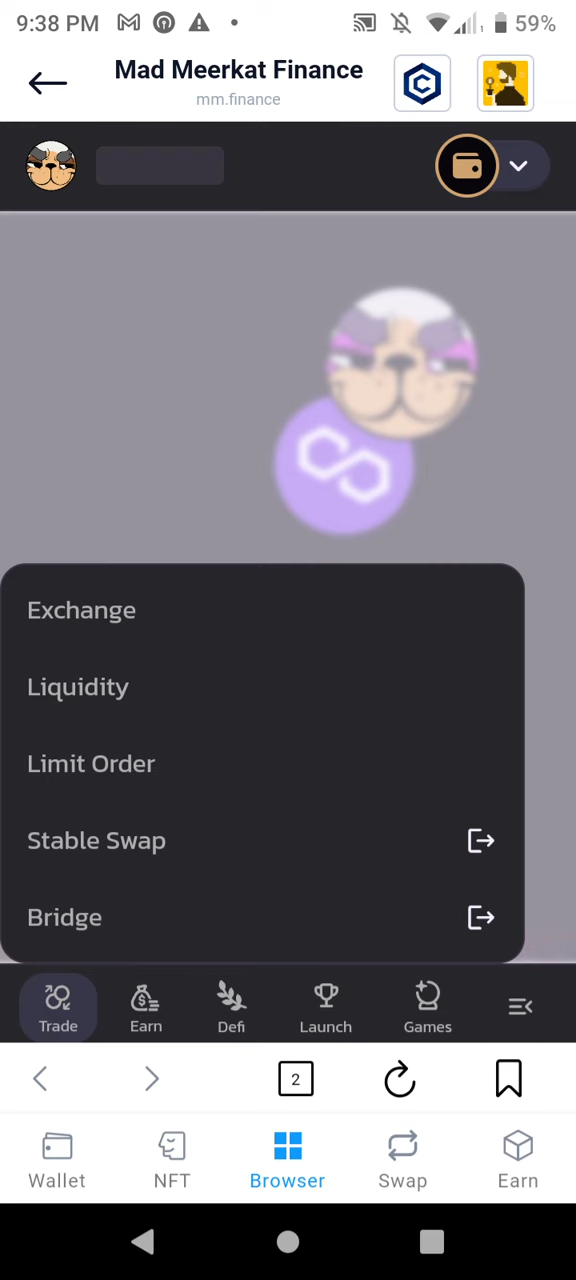 9:38 PM
59%
Mad Meerkat Finance
mm.finance
Exchange
Liquidity
Limit Order
Stable Swap
Bridge
Trade
Earn
Defi
Launch
Games
2
Wallet
NFT
Browser
Swap
Earn